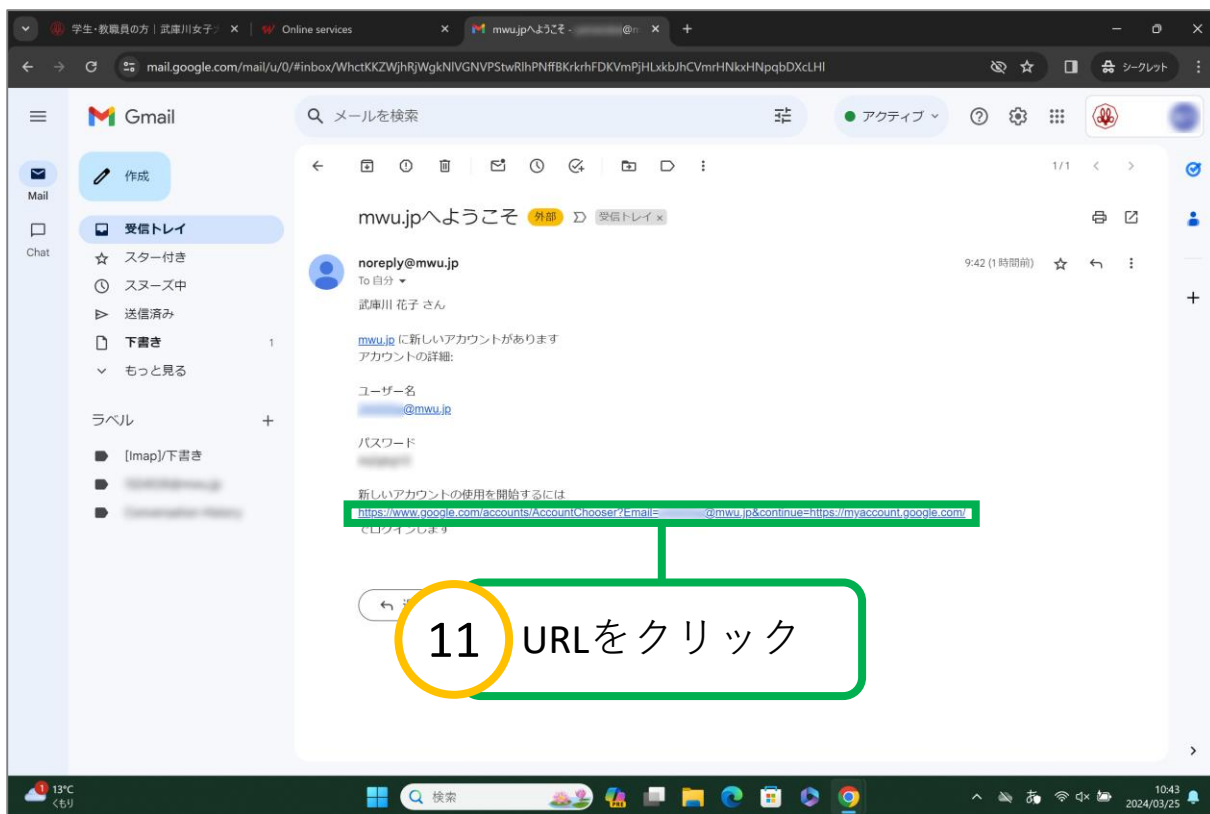 学生・教職員の方 | 武庫川女子
Online services
mwu.jpへようこそ -
mail.google.com/mail/u/0/#inbox/WhctKKZWjhRjWgkNlVGNVPStwRlhPNffBKrkrhFDKVmPjHLxkbJhCVmrHNkxHNpqbDXcLHl
シークレット
Gmail
メールを検索
アクティブ
作成
1/1
Mail
Chat
受信トレイ
スター付き
スヌーズ中
送信済み
下書き 1
もっと見る
ラベル
[Imap]/下書き
mwu.jpへようこそ 外部 受信トレイ ×
noreply@mwu.jp
9:42 (1 時間前)
To 自分
武庫川 花子 さん
mwu.jp に新しいアカウントがあります
アカウントの詳細:
ユーザー名
@mwu.jp
パスワード
新しいアカウントの使用を開始するには
https://www.google.com/accounts/AccountChooser?Email= @mwu.jp&continue=https://myaccount.google.com/
でログインします
11 URLをクリック
1
13°C
くもり
検索
あ
10:43
2024/03/25